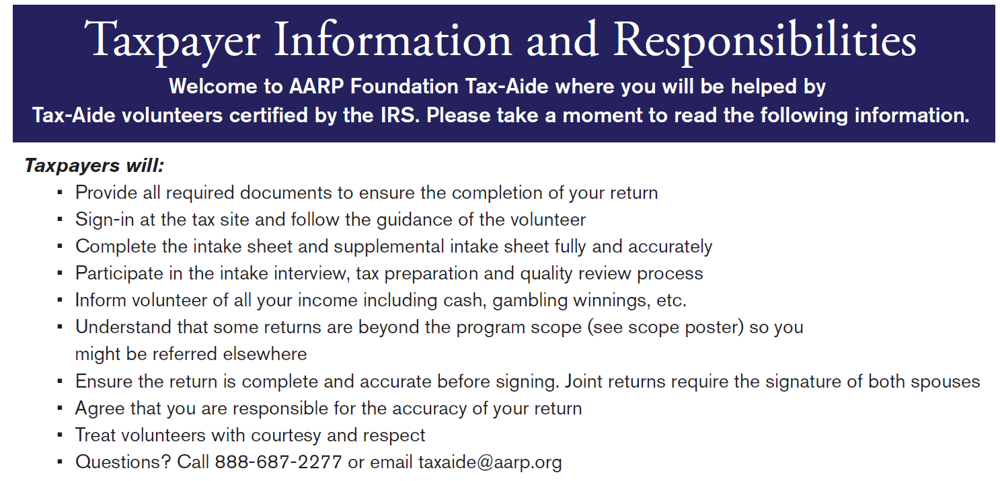 Taxpayer Information and Responsibilities
Welcome to AARP Foundation Tax-Aide where you will be helped by
Tax-Aide volunteers certified by the IRS. Please take a moment to read the following information.
Taxpayers will:
▪ Provide all required documents to ensure the completion of your return
▪ Sign-in at the tax site and follow the guidance of the volunteer
▪ Complete the intake sheet and supplemental intake sheet fully and accurately
▪ Participate in the intake interview, tax preparation and quality review process
▪ Inform volunteer of all your income including cash, gambling winnings, etc.
▪ Understand that some returns are beyond the program scope (see scope poster) so you
might be referred elsewhere
▪ Ensure the return is complete and accurate before signing. Joint returns require the signature of both spouses
▪ Agree that you are responsible for the accuracy of your return
▪ Treat volunteers with courtesy and respect
▪ Questions? Call 888-687-2277 or email taxaide@aarp.org